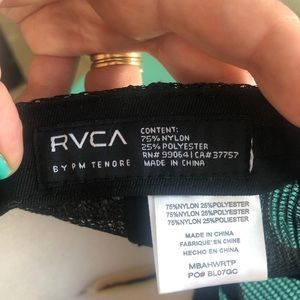 RVCA
BY PM TENORE
CONTENT:
75% NYLON
25% POLYESTER
RN# 99064 | CA# 37757
MADE IN CHINA
75%NYLON 25%POLYESTER
75%NYLON 25%POLYESTER
75%NYLON 25%POLYESTER
MADE IN CHINA
FABRIQUE' EN CHINE
HECHO EN CHINA
MBAHWRTP
PO# BL07GC